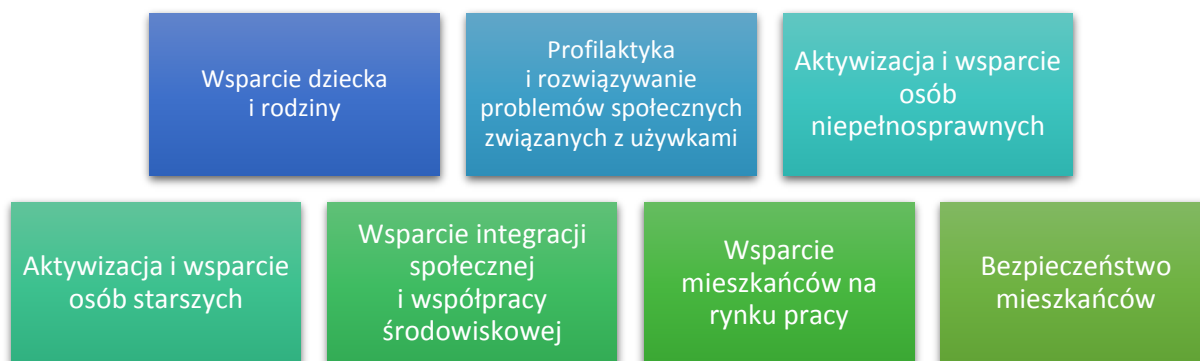 Wsparcie dziecka
i rodziny
Profilaktyka
i rozwiązywanie
problemów społecznych
związanych z używkami
Aktywizacja i wsparcie
osób
niepełnosprawnych
Aktywizacja i wsparcie
osób starszych
Wsparcie integracji
społecznej
i współpracy
środowiskowej
Wsparcie
mieszkańców na
rynku pracy
Bezpieczeństwo
mieszkańców